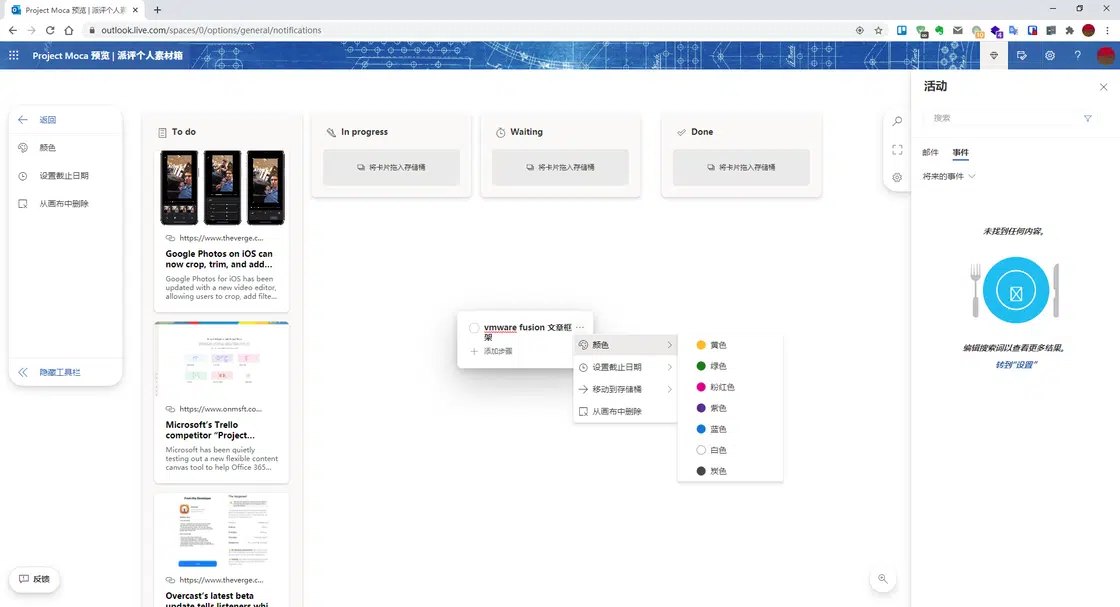 Project Moca 预览 | 派评个人素
outlook.live.com/spaces/0/options/general/notifications
Project Moca 预览 | 派评个人素材箱
返回
颜色
设置截止日期
从画布中删除
隐藏工具栏
反馈
To do
https://www.theverge.c...
Google Photos on iOS can
now crop, trim, and add...
Google Photos for iOS has been
updated with a new video editor,
allowing users to crop, add filte...
https://www.onmsft.co...
Microsoft's Trello
competitor "Project...
Microsoft has been quietly
testing out a new flexible content
canvas tool to help Office 365...
https://www.theverge.c...
Overcast's latest beta
update tells listeners whi
In progress
将卡片拖入存储桶
Waiting
将卡片拖入存储桶
Done
将卡片拖入存储桶
vmware fusion 文章框
架
添加步骤
颜色
设置截止日期
移动到存储桶
从画布中删除
黄色
绿色
粉红色
紫色
蓝色
白色
炭色
活动
搜索
邮件 事件
将来的事件
未找到任何内容。
编辑搜索词以查看更多结果。
转到“设置”